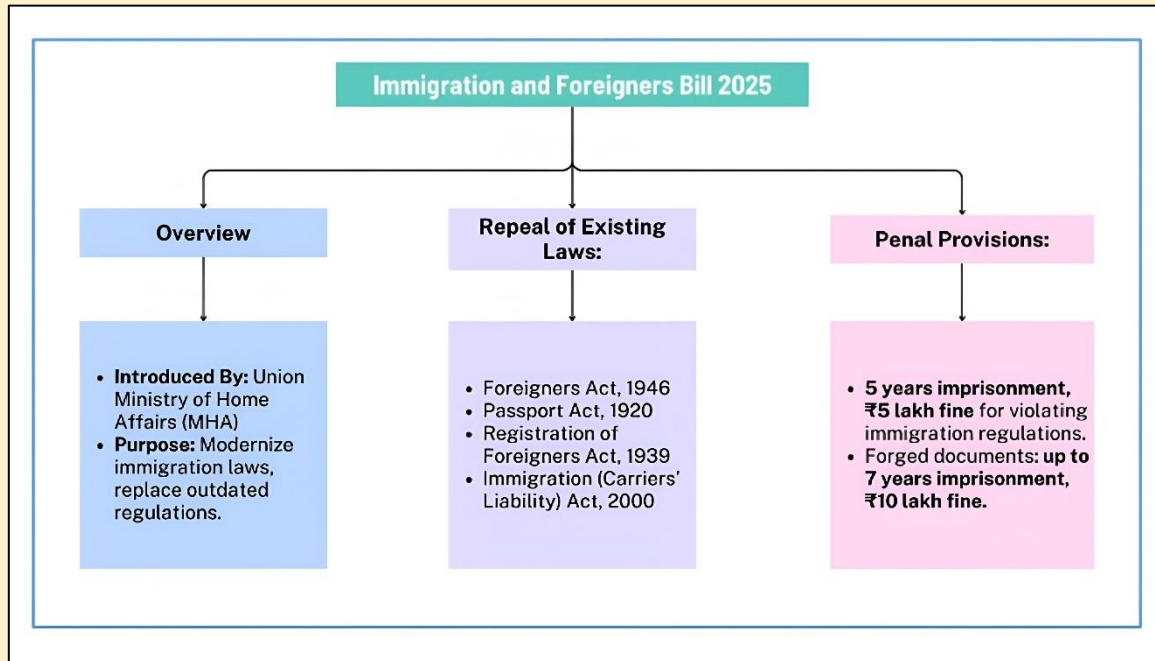 Immigration and Foreigners Bill 2025
Overview
• Introduced By: Union
Ministry of Home
Affairs (MHA)
• Purpose: Modernize
immigration laws,
replace outdated
regulations.
Repeal of Existing
Laws:
• Foreigners Act, 1946
• Passport Act, 1920
• Registration of
Foreigners Act, 1939
• Immigration (Carriers’
Liability) Act, 2000
Penal Provisions:
• 5 years imprisonment,
₹5 lakh fine for violating
immigration regulations.
• Forged documents: up to
7 years imprisonment,
₹10 lakh fine.